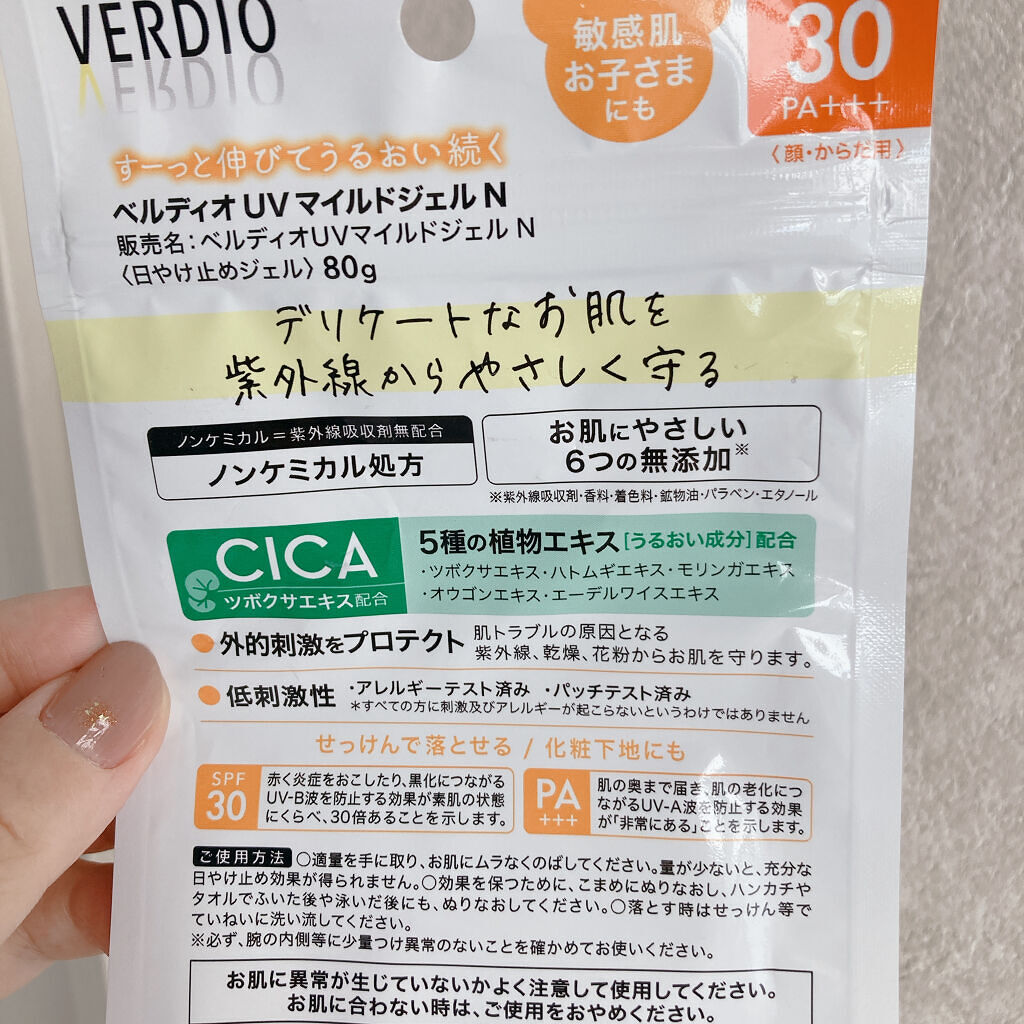 VERDIO
敏感肌
お子さま
にも
30
PA+++
〈顔・からだ用〉
すーっと伸びてうるおい続く
ベルディオ UV マイルドジェル N
販売名：ベルディオUVマイルドジェル N
〈日やけ止めジェル〉 80g
デリケートなお肌を
紫外線からやさしく守る
ノンケミカル＝紫外線吸収剤無配合
ノンケミカル処方
お肌にやさしい
6つの無添加※
※紫外線吸収剤・香料・着色料・鉱物油・パラベン・エタノール
CICA
ツボクサエキス配合
5種の植物エキス［うるおい成分］配合
・ツボクサエキス・ハトムギエキス・モリンガエキス
・オウゴンエキス・エーデルワイスエキス
●外的刺激をプロテクト 肌トラブルの原因となる
紫外線、乾燥、花粉からお肌を守ります。
●低刺激性 ・アレルギーテスト済み ・パッチテスト済み
＊すべての方に刺激及びアレルギーが起こらないというわけではありません
せっけんで落とせる / 化粧下地にも
SPF
30
赤く炎症をおこしたり、黒化につながる
UV-B波を防止する効果が素肌の状態
にくらべ、30倍あることを示します。
PA
+++
肌の奥まで届き、肌の老化につ
ながるUV-A波を防止する効果
が「非常にある」ことを示します。
ご使用方法 ○適量を手に取り、お肌にムラなくのばしてください。量が少ないと、充分な
日やけ止め効果が得られません。○効果を保つために、こまめにぬりなおし、ハンカチや
タオルでふいた後や泳いだ後にも、ぬりなおしてください。○落とす時はせっけん等で
ていねいに洗い流してください。
※必ず、腕の内側等に少量つけ異常のないことを確かめてお使いください。
お肌に異常が生じていないかよく注意して使用してください。
お肌に合わない時は、ご使用をおやめください。